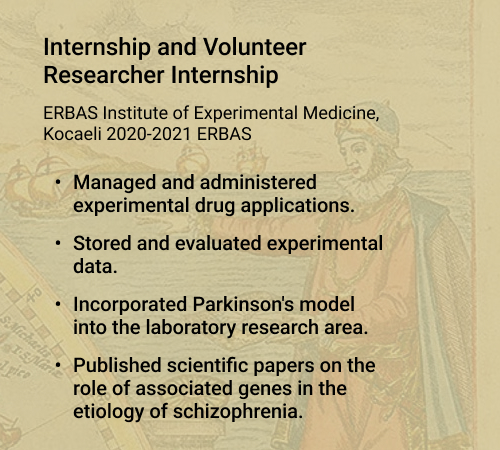 Internship and Volunteer
Researcher Internship
ERBAS Institute of Experimental Medicine,
Kocaeli 2020-2021 ERBAS
• Managed and administered
experimental drug applications.
• Stored and evaluated experimental
data.
• Incorporated Parkinson's model
into the laboratory research area.
• Published scientific papers on the
role of associated genes in the
etiology of schizophrenia.